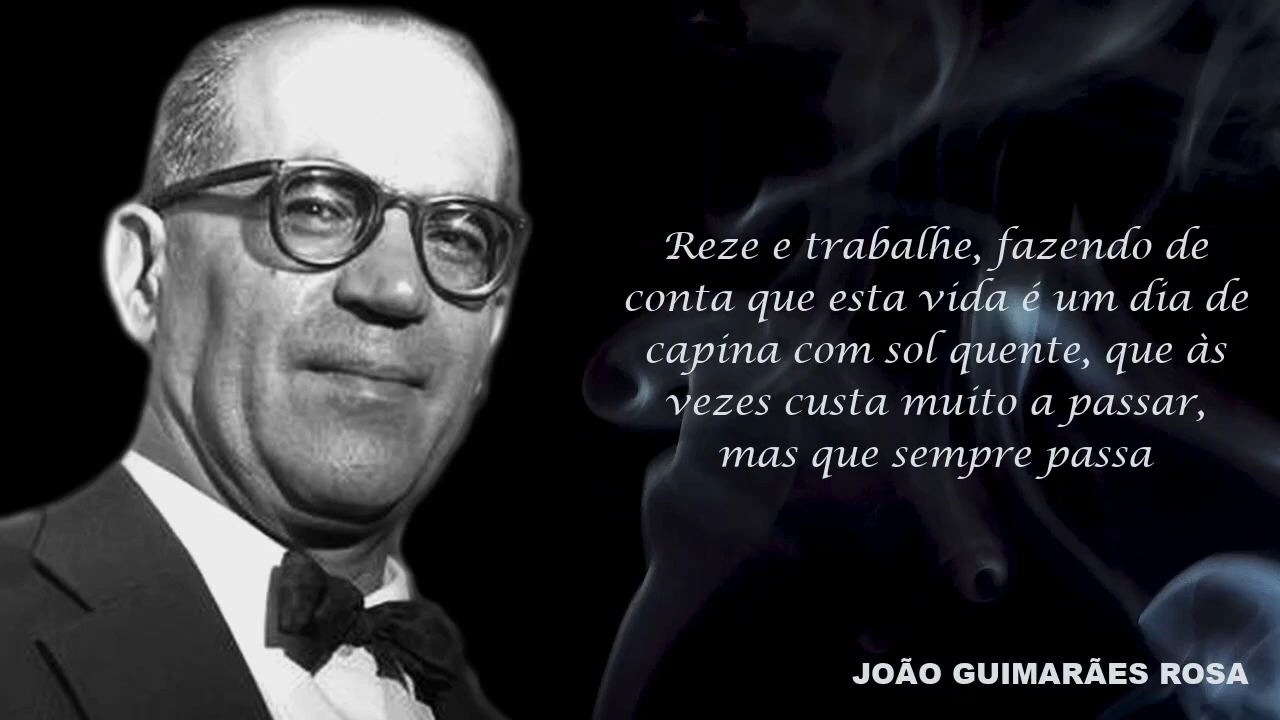 Reze e trabalhe, fazendo de
conta que esta vida é um dia de
capina com sol quente, que às
vezes custa muito a passar,
mas que sempre passa
JOÃO GUIMARÃES ROSA